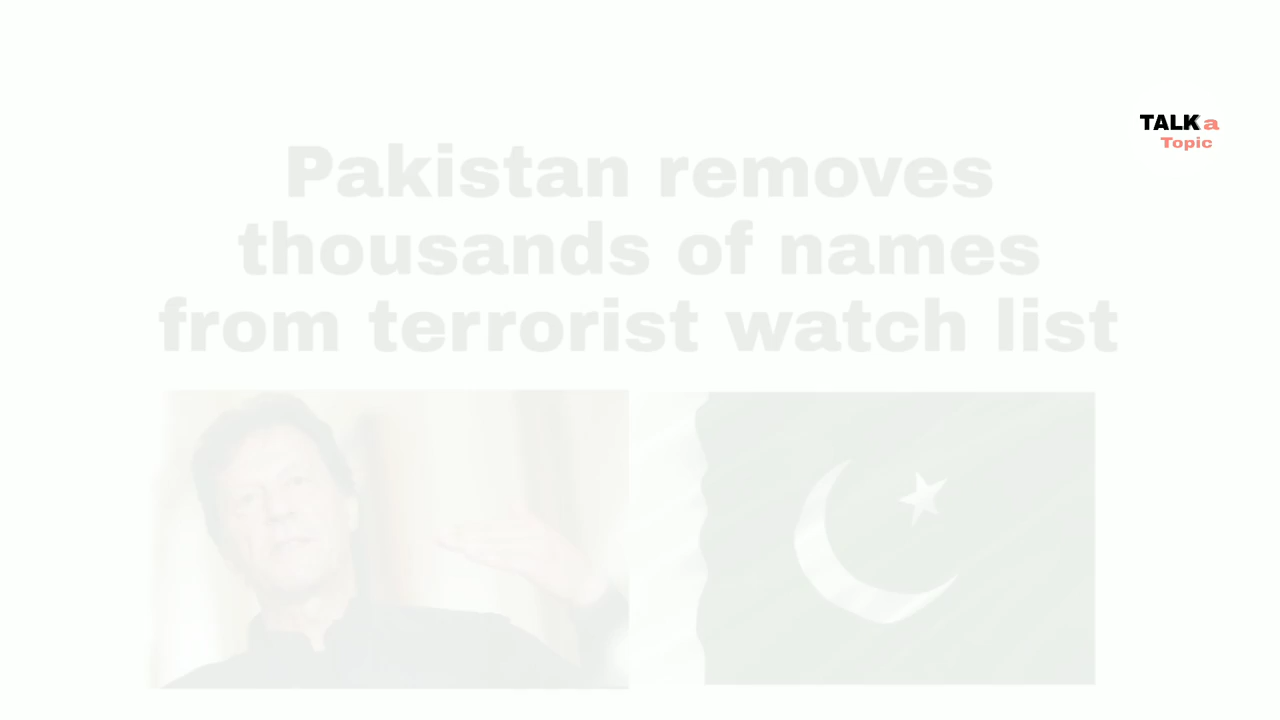 TALK a
Topic
Pakistan removes
thousands of names
from terrorist watch list